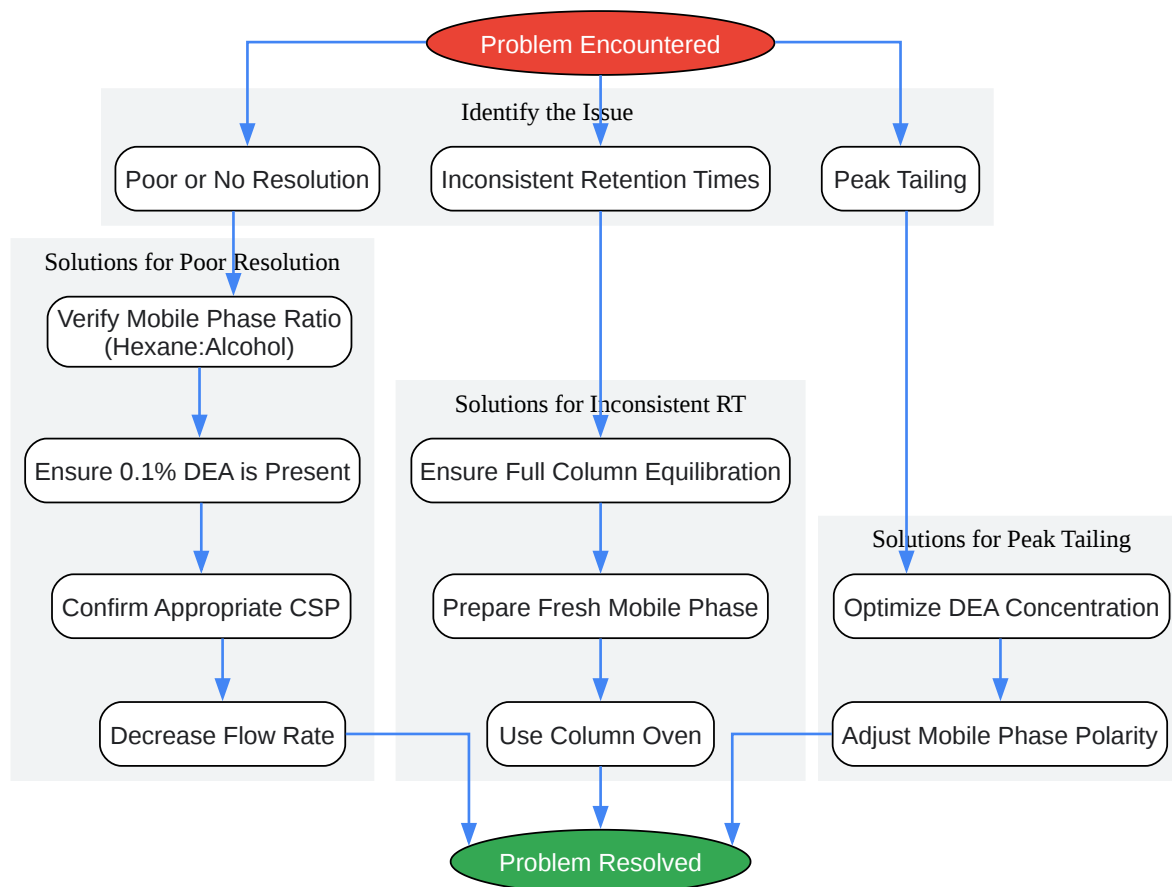 Problem Encountered
Identify the Issue
Poor or No Resolution
Inconsistent Retention Times
Peak Tailing
Solutions for Poor Resolution
Verify Mobile Phase Ratio
(Hexane:Alcohol)
Ensure 0.1% DEA is Present
Confirm Appropriate CSP
Decrease Flow Rate
Solutions for Inconsistent RT
Ensure Full Column Equilibration
Prepare Fresh Mobile Phase
Use Column Oven
Solutions for Peak Tailing
Optimize DEA Concentration
Adjust Mobile Phase Polarity
Problem Resolved